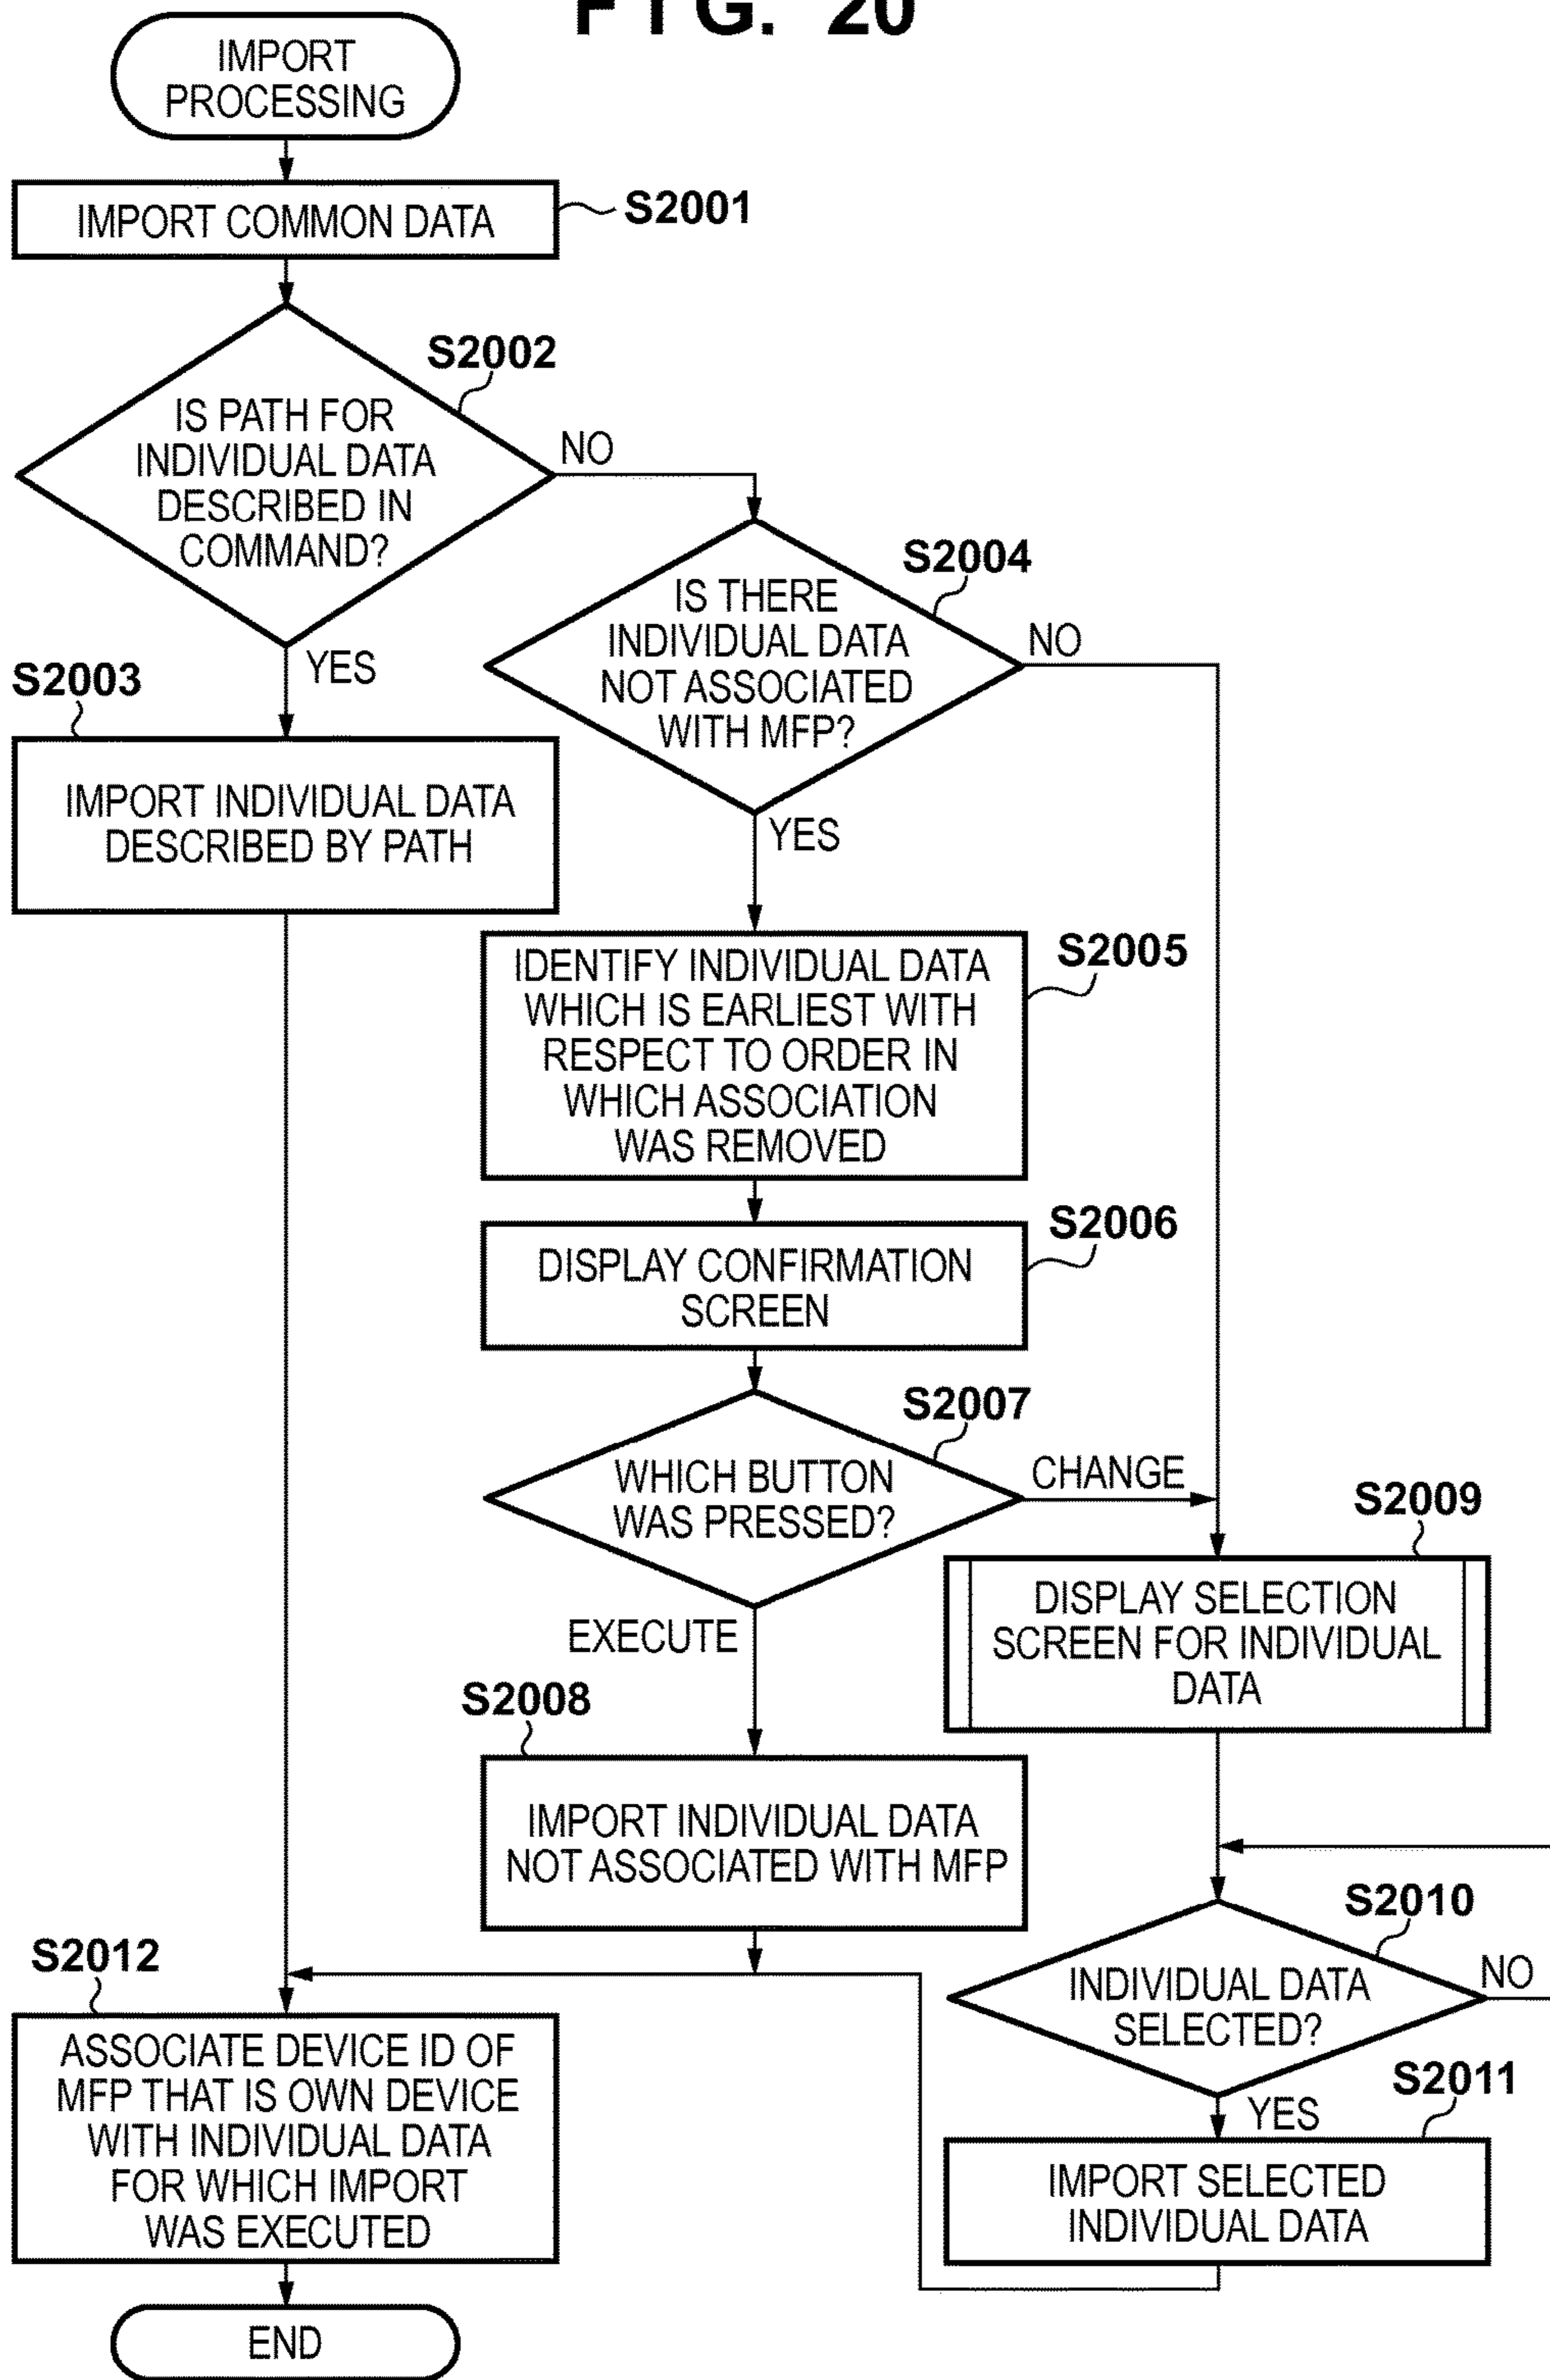 FIG. 20
IMPORT
PROCESSING
IMPORT COMMON DATA
S2001
S2002
IS PATH FOR
INDIVIDUAL DATA
DESCRIBED IN
COMMAND?
NO
YES
S2003
IMPORT INDIVIDUAL DATA
DESCRIBED BY PATH
S2004
IS THERE
INDIVIDUAL DATA
NOT ASSOCIATED
WITH MFP?
NO
YES
S2005
IDENTIFY INDIVIDUAL DATA
WHICH IS EARLIEST WITH
RESPECT TO ORDER IN
WHICH ASSOCIATION
WAS REMOVED
S2006
DISPLAY CONFIRMATION
SCREEN
S2007
WHICH BUTTON
WAS PRESSED?
CHANGE
EXECUTE
S2008
IMPORT INDIVIDUAL DATA
NOT ASSOCIATED WITH MFP
S2009
DISPLAY SELECTION
SCREEN FOR INDIVIDUAL
DATA
S2010
INDIVIDUAL DATA
SELECTED?
NO
YES
S2011
IMPORT SELECTED
INDIVIDUAL DATA
S2012
ASSOCIATE DEVICE ID OF
MFP THAT IS OWN DEVICE
WITH INDIVIDUAL DATA
FOR WHICH IMPORT
WAS EXECUTED
END